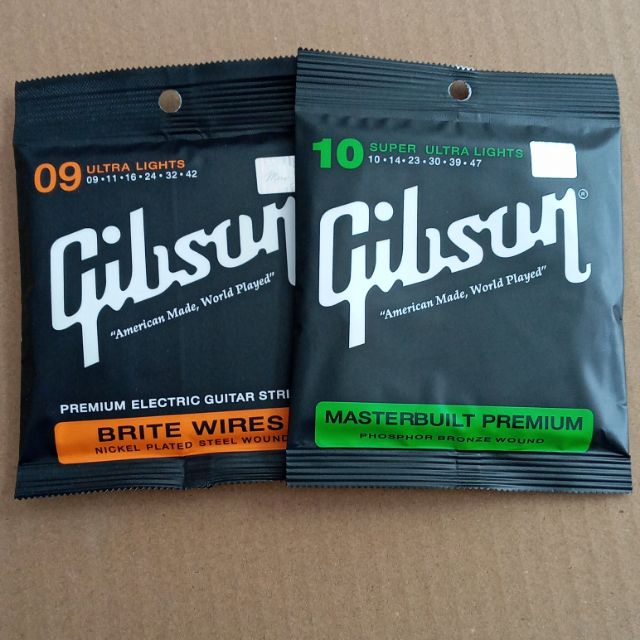 09 ULTRA LIGHTS
09•11•16•24•32•42
Gibson
"American Made, World Played"
PREMIUM ELECTRIC GUITAR STRI
BRITE WIRES
NICKEL PLATED STEEL WOUND
10 SUPER ULTRA LIGHTS
10•14•23•30•39•47
Gibson®
"American Made, World Played"
MASTERBUILT PREMIUM
PHOSPHOR BRONZE WOUND